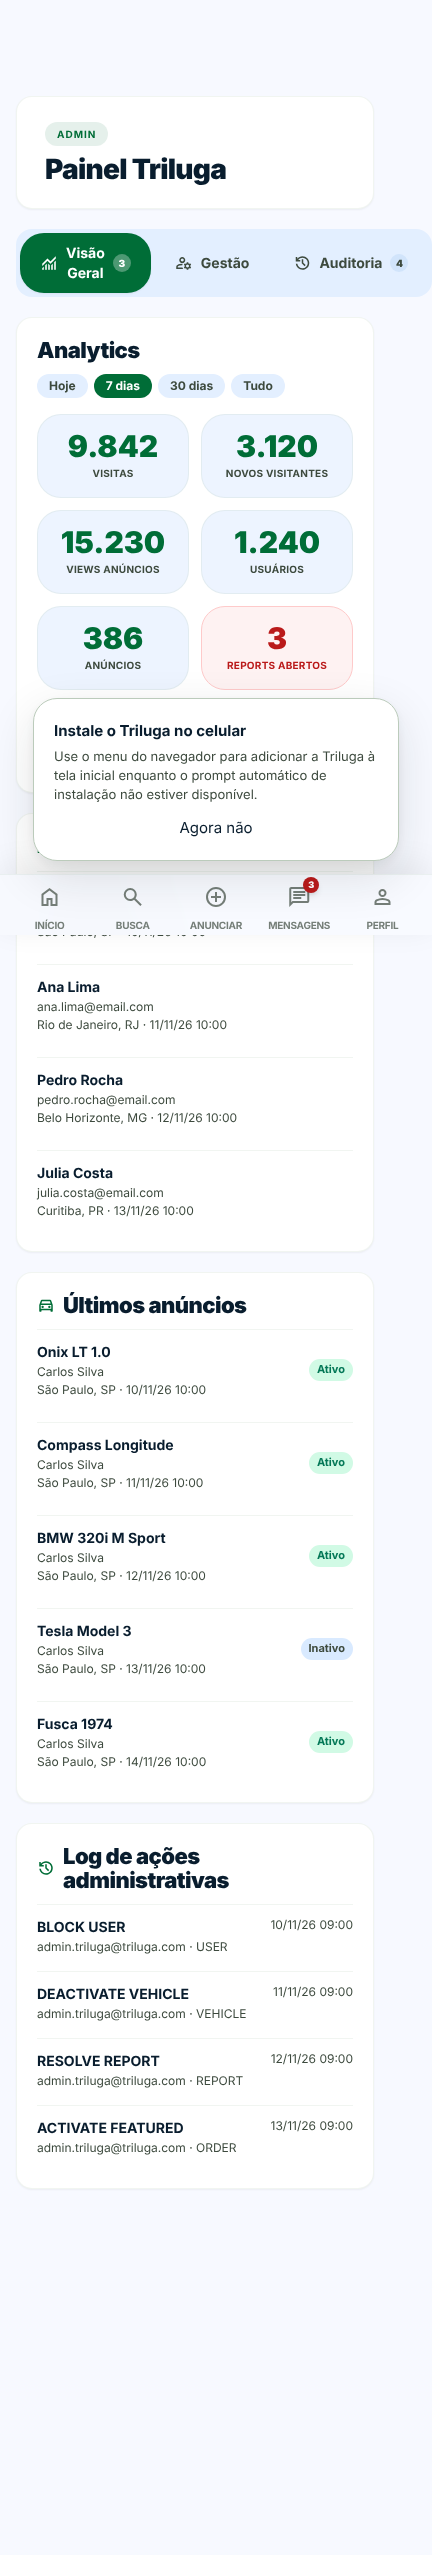 ADMIN
Painel Triluga
Visão
Geral
3
Gestão
Auditoria
4
Analytics
Hoje
7 dias
30 dias
Tudo
9.842
VISITAS
3.120
NOVOS VISITANTES
15.230
VIEWS ANÚNCIOS
1.240
USUÁRIOS
386
ANÚNCIOS
3
REPORTS ABERTOS
Instale o Triluga no celular
Use o menu do navegador para adicionar a Triluga à
tela inicial enquanto o prompt automático de
instalação não estiver disponível.
Agora não
3
INÍCIO
BUSCA
ANUNCIAR
MENSAGENS
PERFIL
Ana Lima
ana.lima@email.com
Rio de Janeiro, RJ · 11/11/26 10:00
Pedro Rocha
pedro.rocha@email.com
Belo Horizonte, MG · 12/11/26 10:00
Julia Costa
julia.costa@email.com
Curitiba, PR · 13/11/26 10:00
Últimos anúncios
Onix LT 1.0
Carlos Silva
São Paulo, SP · 10/11/26 10:00
Ativo
Compass Longitude
Carlos Silva
São Paulo, SP · 11/11/26 10:00
Ativo
BMW 320i M Sport
Carlos Silva
São Paulo, SP · 12/11/26 10:00
Ativo
Tesla Model 3
Carlos Silva
São Paulo, SP · 13/11/26 10:00
Inativo
Fusca 1974
Carlos Silva
São Paulo, SP · 14/11/26 10:00
Ativo
Log de ações
administrativas
BLOCK USER
10/11/26 09:00
admin.triluga@triluga.com · USER
DEACTIVATE VEHICLE
11/11/26 09:00
admin.triluga@triluga.com · VEHICLE
RESOLVE REPORT
12/11/26 09:00
admin.triluga@triluga.com · REPORT
ACTIVATE FEATURED
13/11/26 09:00
admin.triluga@triluga.com · ORDER